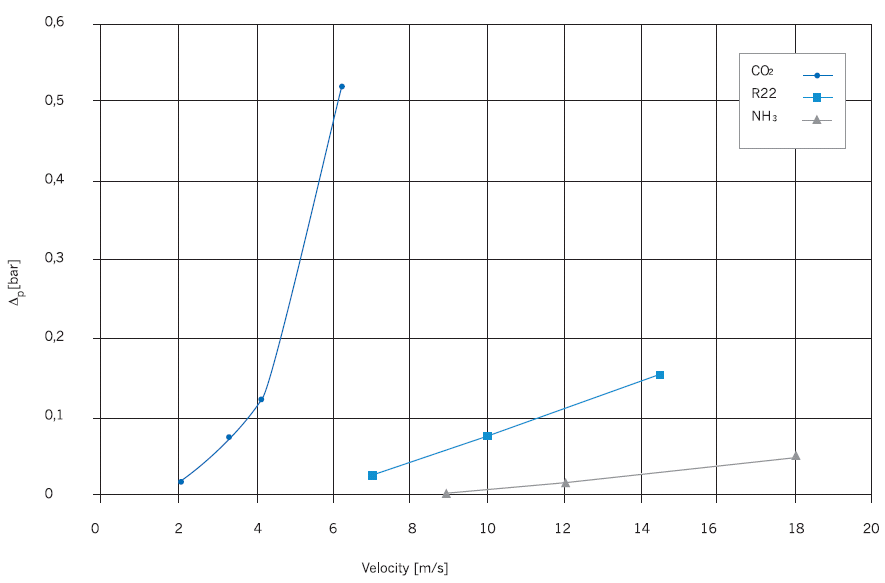 0,6
0,5
0,4
0,3
0,2
0,1
0
Δp[bar]
CO₂
R22
NH₃
0 2 4 6 8 10 12 14 16 18 20
Velocity [m/s]